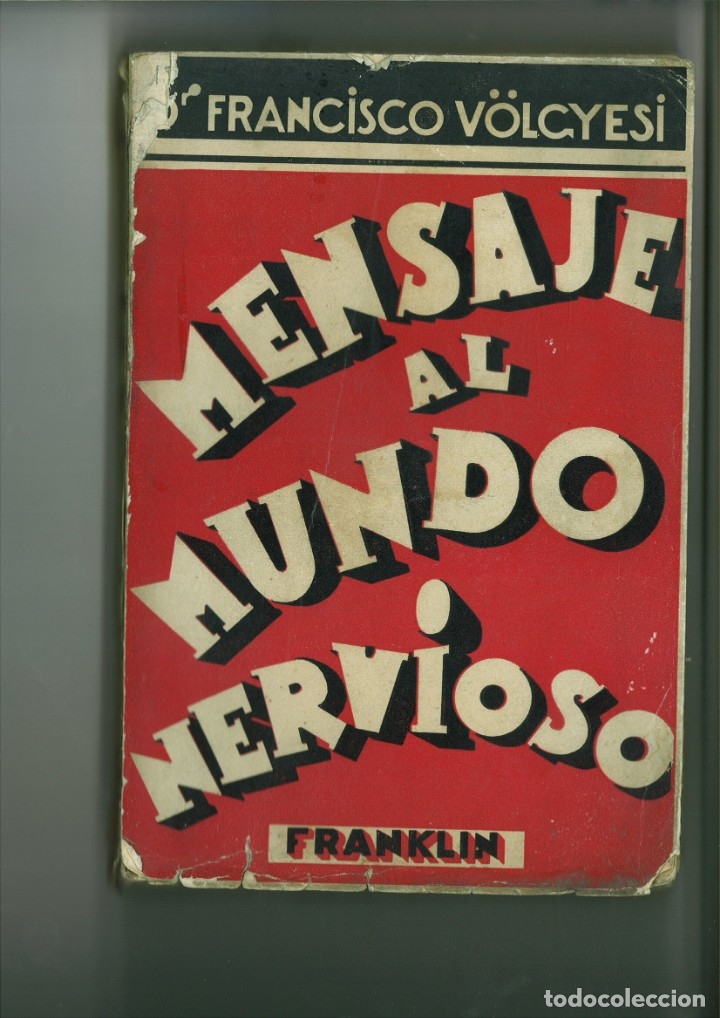 Dr FRANCISCO VÖLGYESI
MENSAJE
AL
MUNDO
NERVIOSO
FRANKLIN
todocoleccion